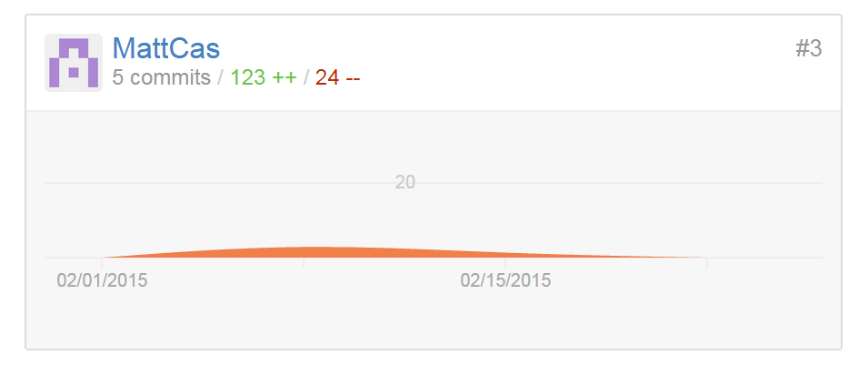 MattCas
#3
5 commits / 123 ++ / 24 --
20
02/01/2015
02/15/2015